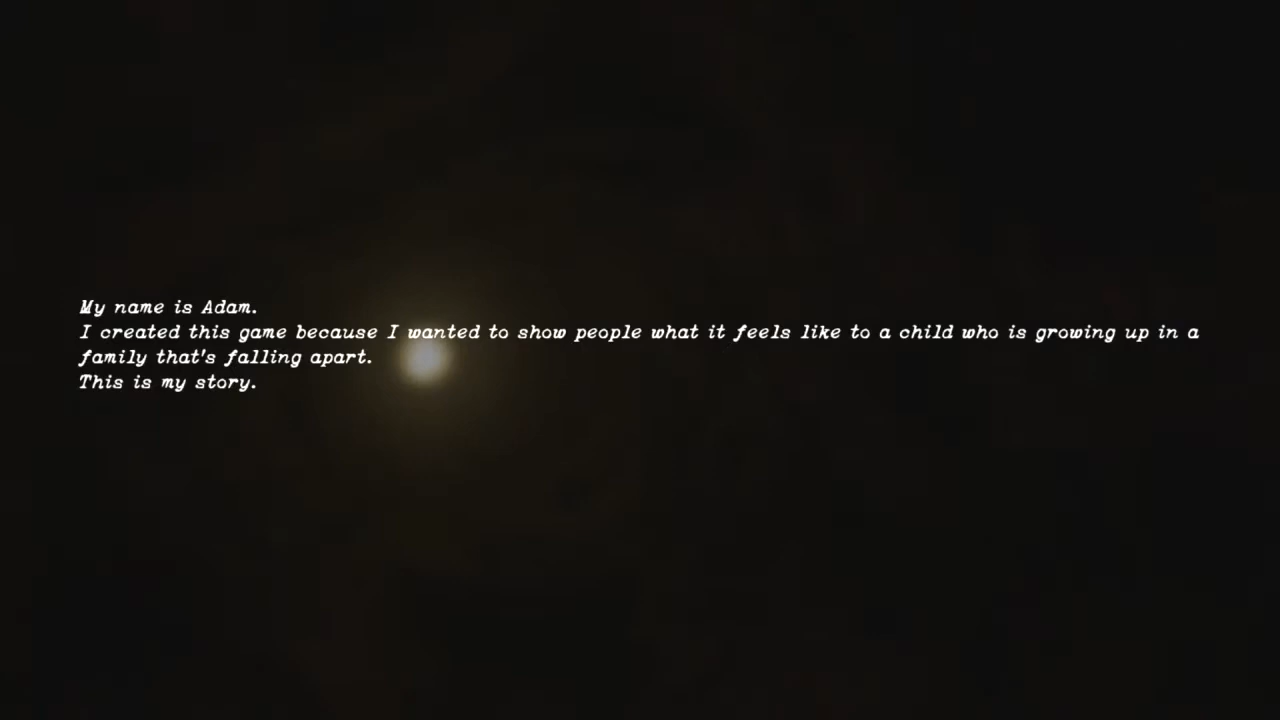 My name is Adam.
I created this game because I wanted to show people what it feels like to a child who is growing up in a
family that's falling apart.
This is my story.